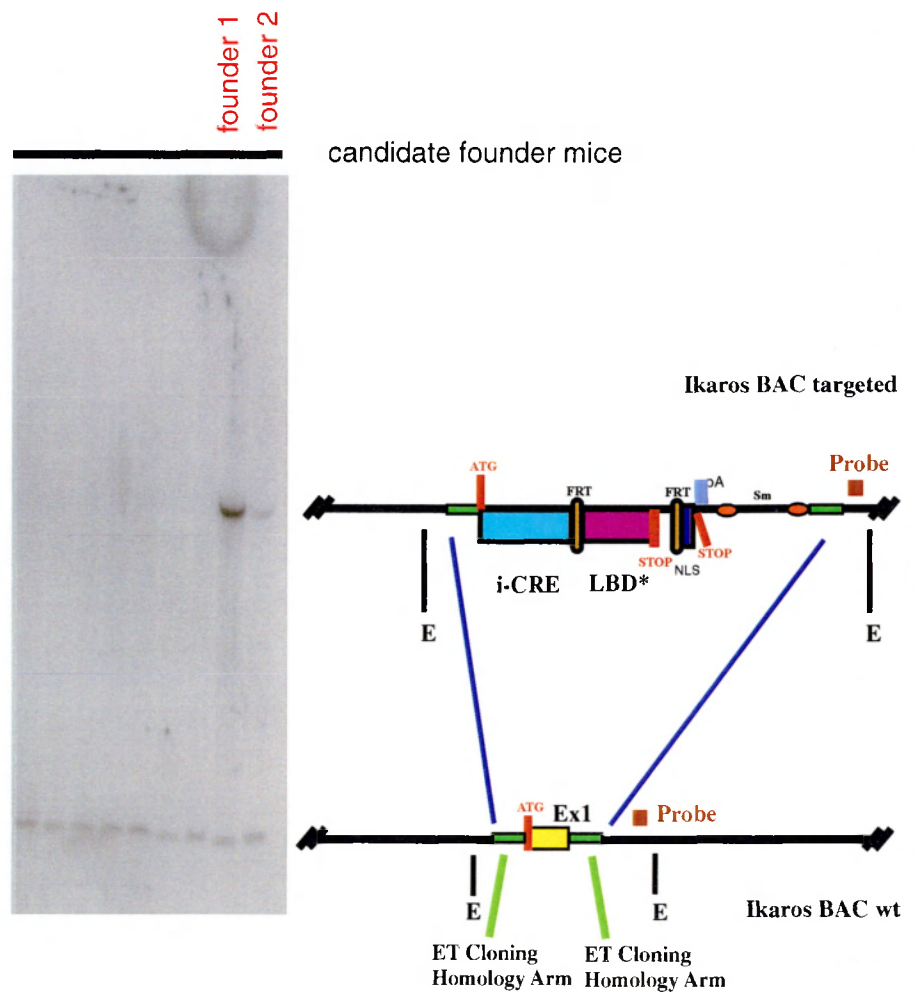 founder 1
founder 2
candidate founder mice
Ikaros BAC targeted
Probe
ATG
FRT
FRT
pA
Sm
STOP
STOP
NLS
i-CRE
LBD*
E
E
ATG
Ex1
Probe
E
E
Ikaros BAC wt
ET Cloning
Homology Arm
ET Cloning
Homology Arm